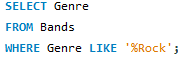 SELECT Genre
FROM Bands
WHERE Genre LIKE '%Rock';